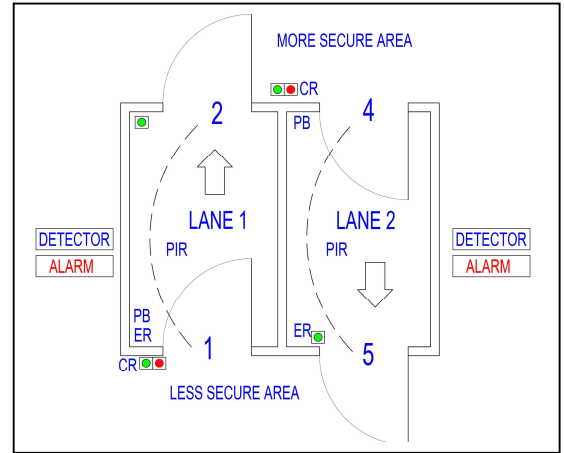 MORE SECURE AREA
CR
2
4
PB
LANE 1
LANE 2
DETECTOR
DETECTOR
PIR
PIR
ALARM
ALARM
PB
ER
ER
1
5
CR
LESS SECURE AREA